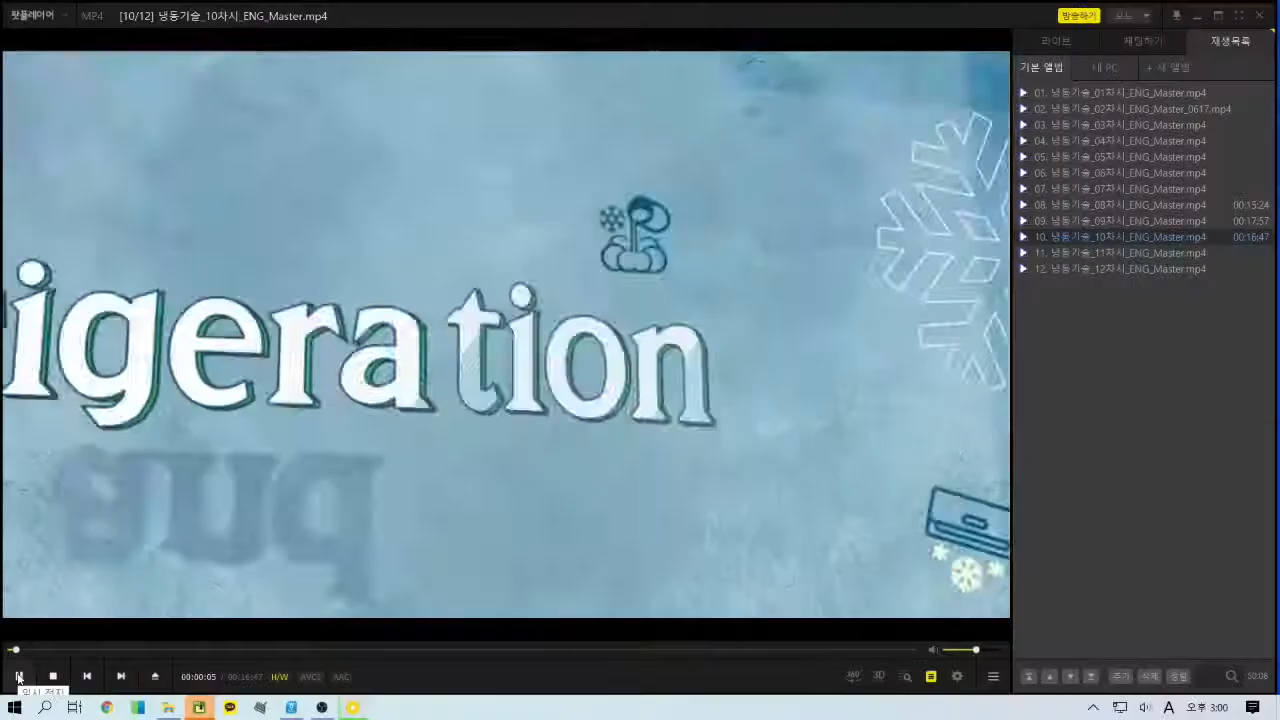 팟플레이어 MP4 [10/12] 냉동기술_10차시_ENG_Master.mp4 방송하기
라이브 채팅하기 재생목록
기본 앨범 내 PC + 새 앨범
01. 냉동기술_01차시_ENG_Master.mp4
02. 냉동기술_02차시_ENG_Master_0617.mp4
03. 냉동기술_03차시_ENG_Master.mp4
04. 냉동기술_04차시_ENG_Master.mp4
05. 냉동기술_05차시_ENG_Master.mp4
06. 냉동기술_06차시_ENG_Master.mp4
07. 냉동기술_07차시_ENG_Master.mp4
08. 냉동기술_08차시_ENG_Master.mp4 00:15:24
09. 냉동기술_09차시_ENG_Master.mp4 00:17:57
10. 냉동기술_10차시_ENG_Master.mp4 00:16:47
11. 냉동기술_11차시_ENG_Master.mp4
12. 냉동기술_12차시_ENG_Master.mp4
igeration
00:00:05 / 00:16:47 H/W AVC1 AAC
360° 3D
추가 삭제 정렬 50:08
일시 정지
A 오후 3:00